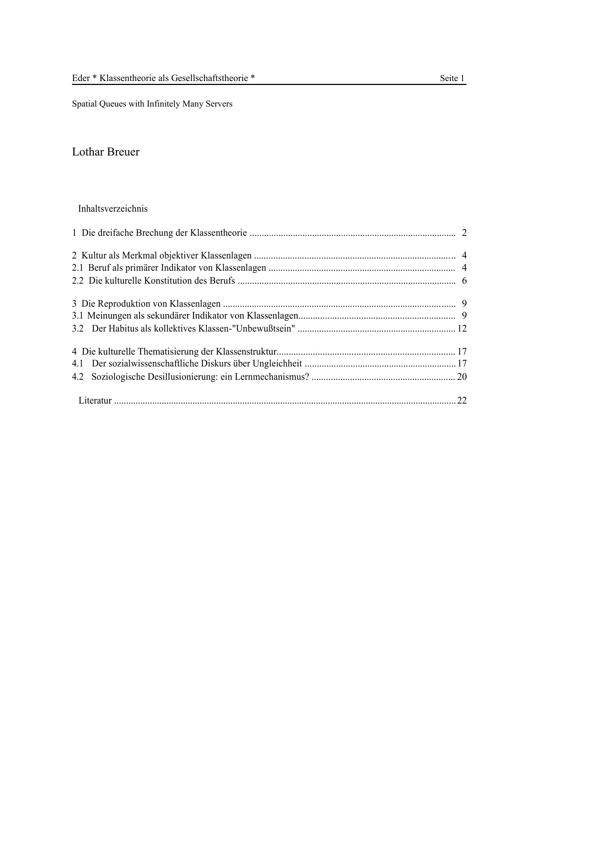 Eder * Klassentheorie als Gesellschaftstheorie * Seite 1
Spatial Queues with Infinitely Many Servers
Lothar Breuer
Inhaltsverzeichnis
1 Die dreifache Brechung der Klassentheorie ........ 2
2 Kultur als Merkmal objektiver Klassenlagen ........ 4
2.1 Beruf als primärer Indikator von Klassenlagen ........ 4
2.2 Die kulturelle Konstitution des Berufs ........ 6
3 Die Reproduktion von Klassenlagen ........ 9
3.1 Meinungen als sekundärer Indikator von Klassenlagen........ 9
3.2 Der Habitus als kollektives Klassen-"Unbewußtsein" ........ 12
4 Die kulturelle Thematisierung der Klassenstruktur........ 17
4.1 Der sozialwissenschaftliche Diskurs über Ungleichheit ........ 17
4.2 Soziologische Desillusionierung: ein Lernmechanismus? ........ 20
Literatur ........ 22